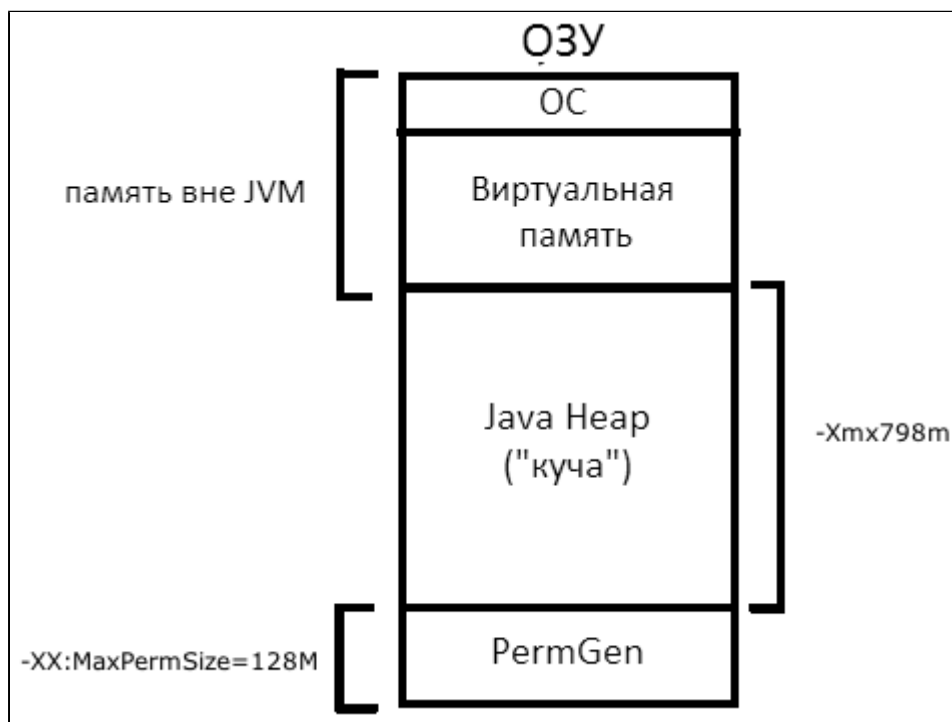 ОЗУ
ОС
память вне JVM
Виртуальная
память
Java Heap
("куча")
-Xmx798m
-XX:MaxPermSize=128M
PermGen